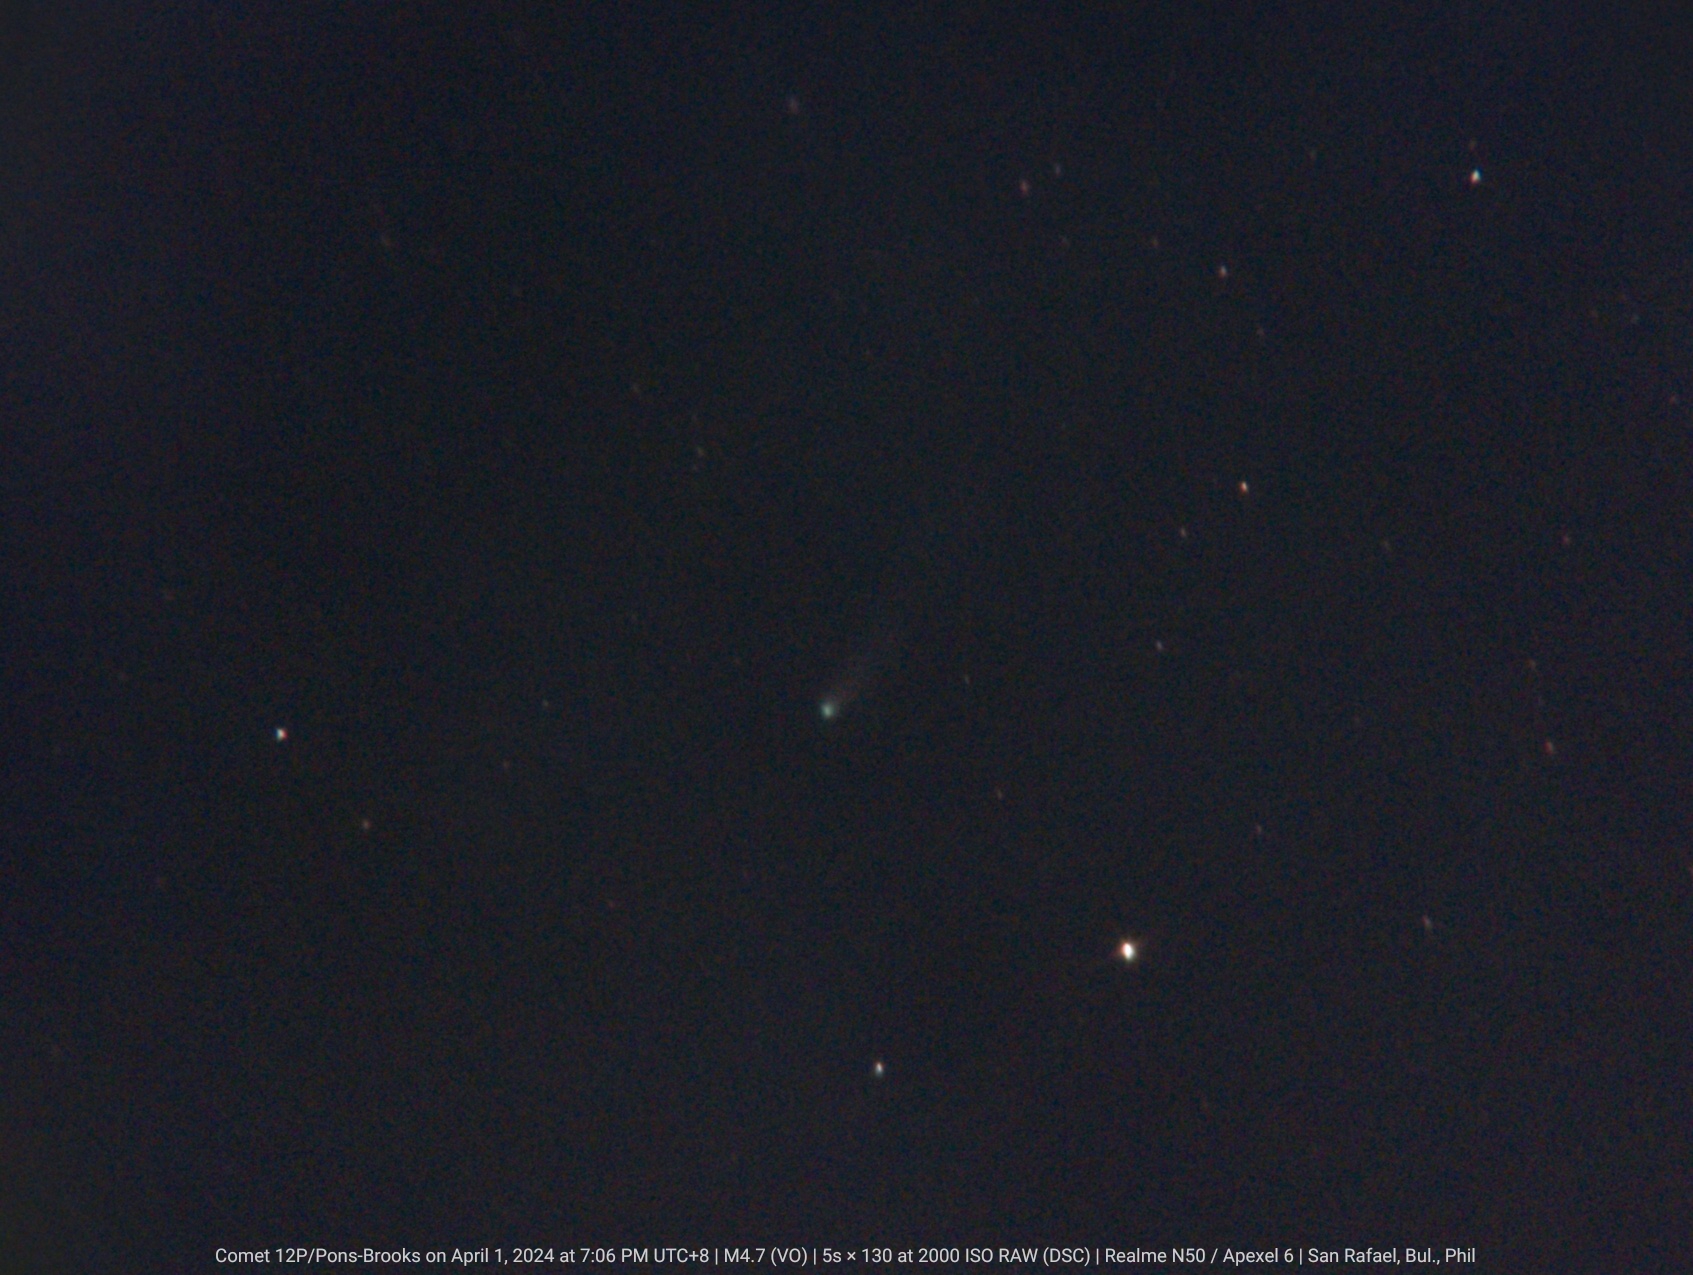 Comet 12P/Pons-Brooks on April 1, 2024 at 7:06 PM UTC+8 | M4.7 (VO) | 5s × 130 at 2000 ISO RAW (DSC) | Realme N50 / Apexel 6 | San Rafael, Bul., Phil